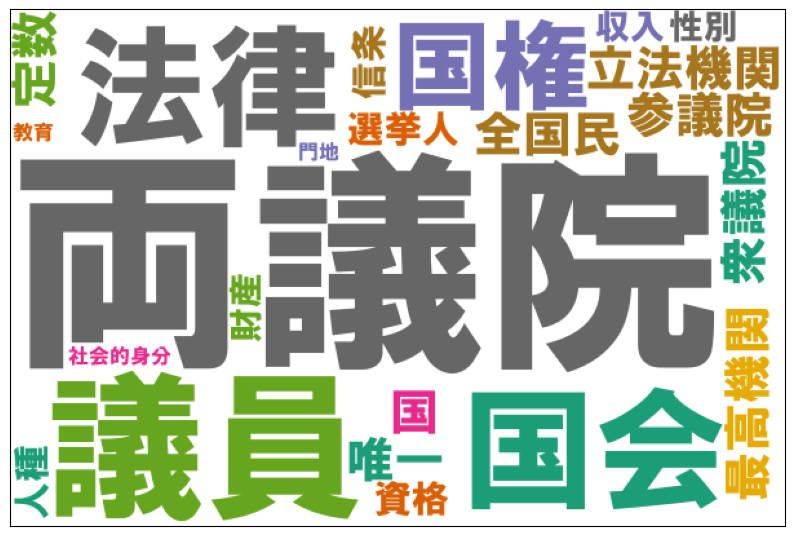 定数
法律
信条
国権
収入
性別
立法機関
教育
選挙人
全国民
参議院
門地
両議院
衆議院
財産
社会的身分
最高機関
議員
国
国会
人種
唯一
資格